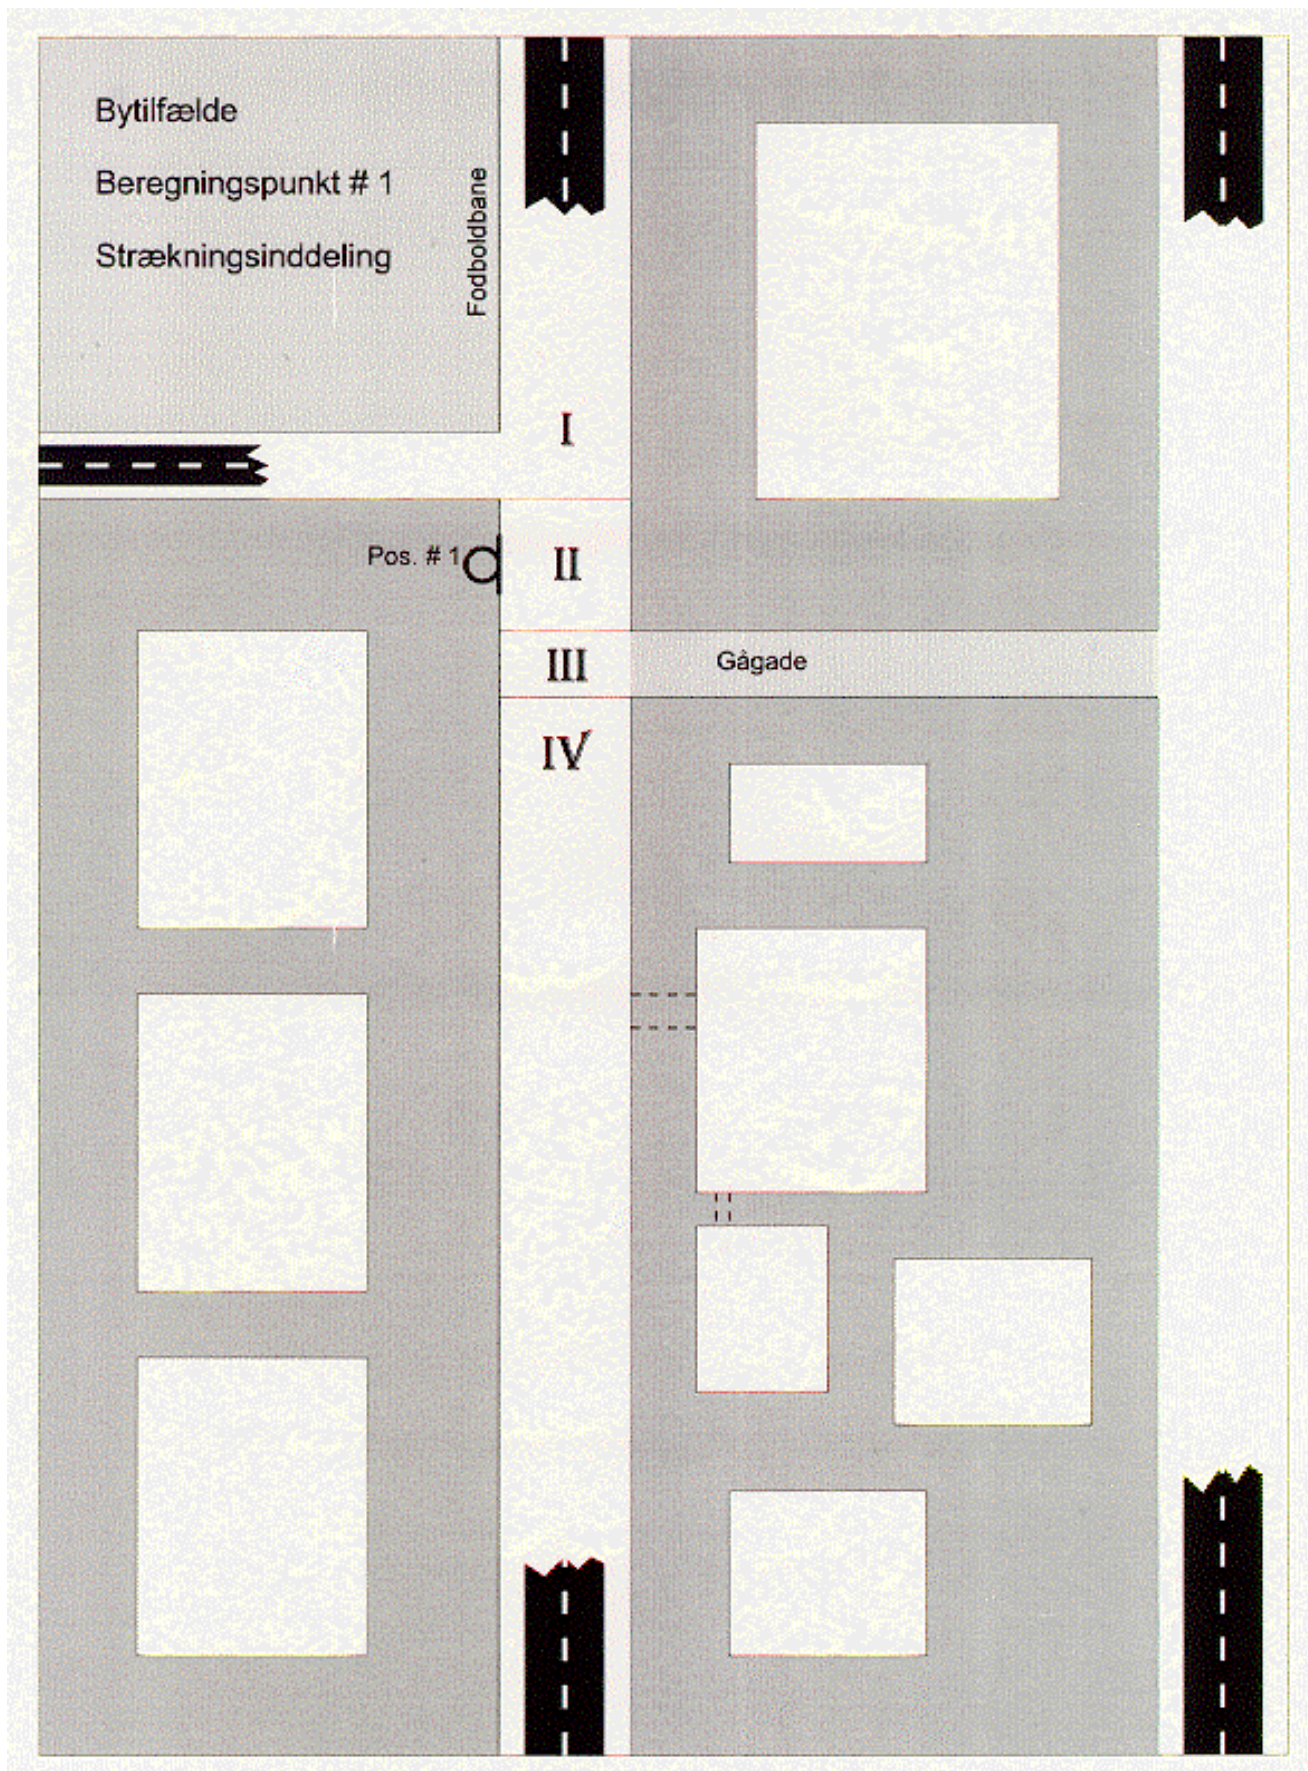 Bytilfælde
Beregningspunkt # 1
Strækningsinddeling
Fodboldbane
I
Pos. # 1
II
III
Gågade
IV